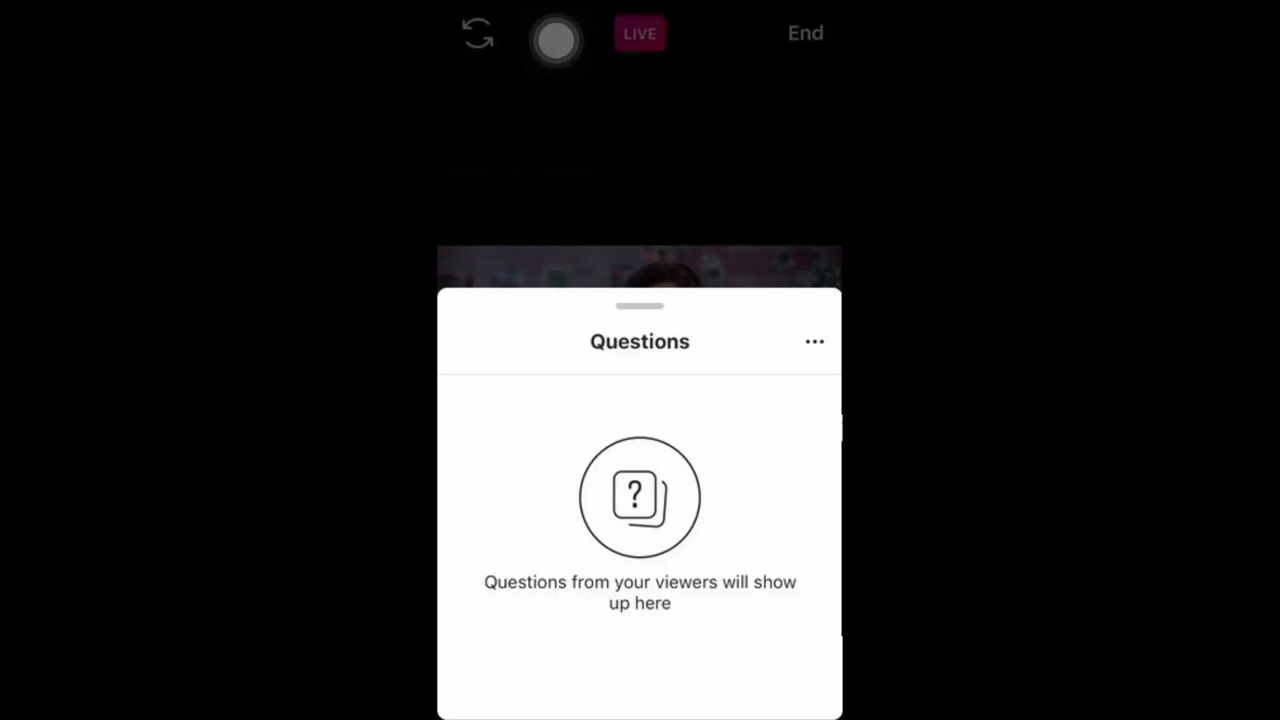 LIVE
End
Questions
?
Questions from your viewers will show
up here